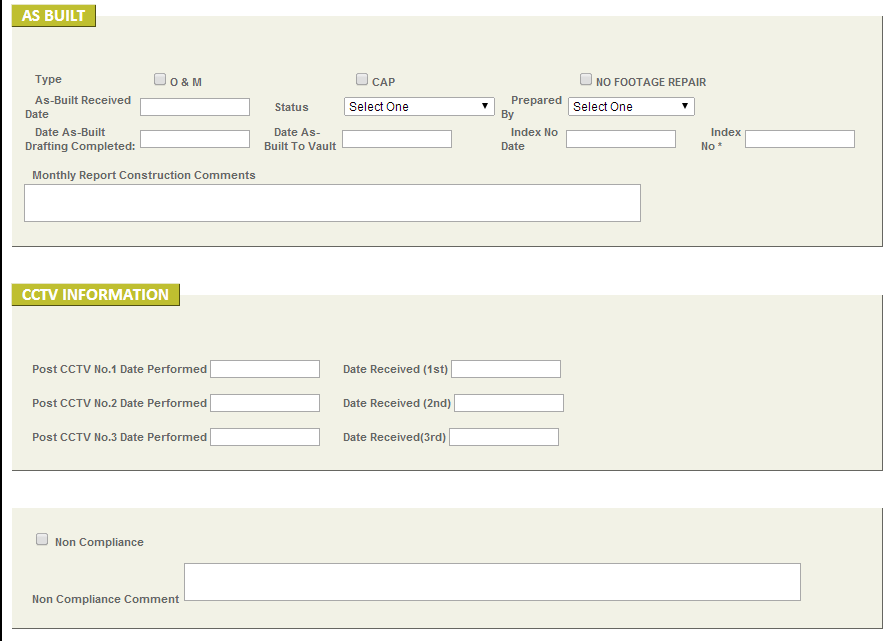 AS BUILT
Type O & M CAP NO FOOTAGE REPAIR
As-Built Received Date Status Select One Prepared By Select One
Date As-Built Drafting Completed: Date As-Built To Vault Index No Date Index No *
Monthly Report Construction Comments
CCTV INFORMATION
Post CCTV No.1 Date Performed Date Received (1st)
Post CCTV No.2 Date Performed Date Received (2nd)
Post CCTV No.3 Date Performed Date Received(3rd)
Non Compliance
Non Compliance Comment